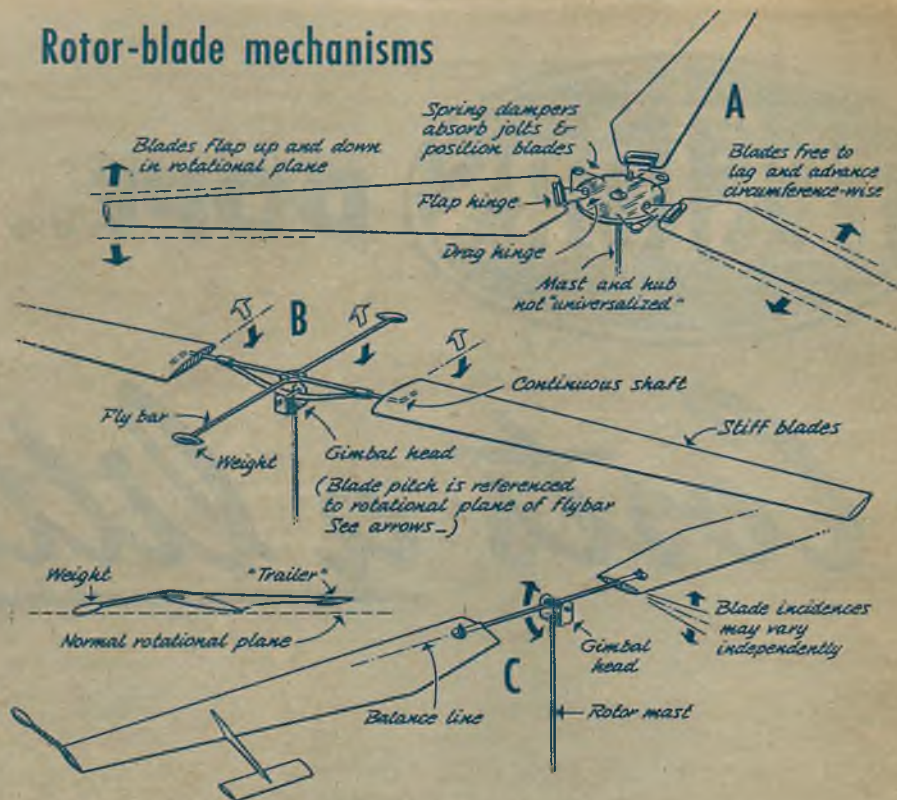 Rotor-blade mechanisms
A
Spring dampers
absorb jolts &
position blades
Blades flap up and down
in rotational plane
Blades free to
lag and advance
circumference-wise
Flap hinge
Drag hinge
Mast and hub
not "universalized"
B
Continuous shaft
Fly bar
Stiff blades
Weight
Gimbal head
(Blade pitch is referenced
to rotational plane of flybar
See arrows_)
Weight
"Trailer"
Normal rotational plane
Blade incidences
may vary
independently
Gimbal
head
C
Balance line
Rotor mast